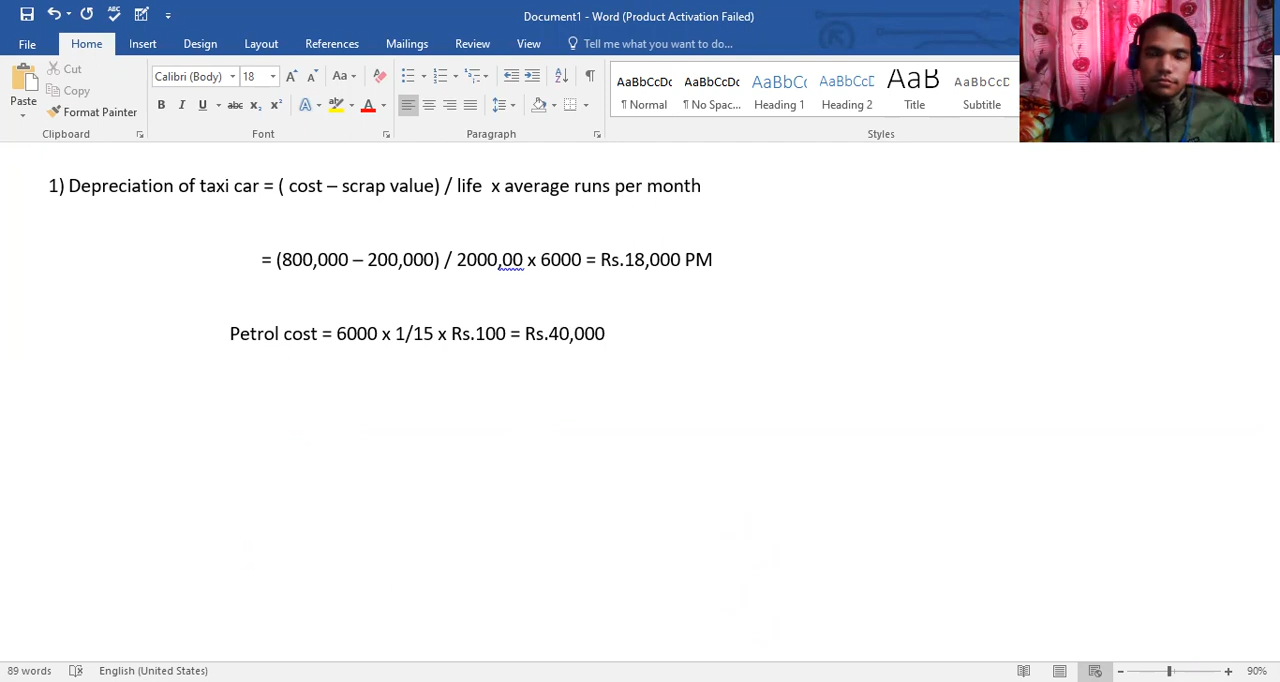 Document1 - Word (Product Activation Failed)
File Home Insert Design Layout References Mailings Review View Tell me what you want to do...
Paste
Cut
Copy
Format Painter
Clipboard
Calibri (Body) 18
Font
Paragraph
AaBbCcDc AaBbCcDc AaBbCc AaBbCcD AaB AaBbCcD
¶ Normal ¶ No Spac... Heading 1 Heading 2 Title Subtitle
Styles
1) Depreciation of taxi car = ( cost – scrap value) / life x average runs per month
= (800,000 – 200,000) / 2000,00 x 6000 = Rs.18,000 PM
Petrol cost = 6000 x 1/15 x Rs.100 = Rs.40,000
89 words English (United States) 90%